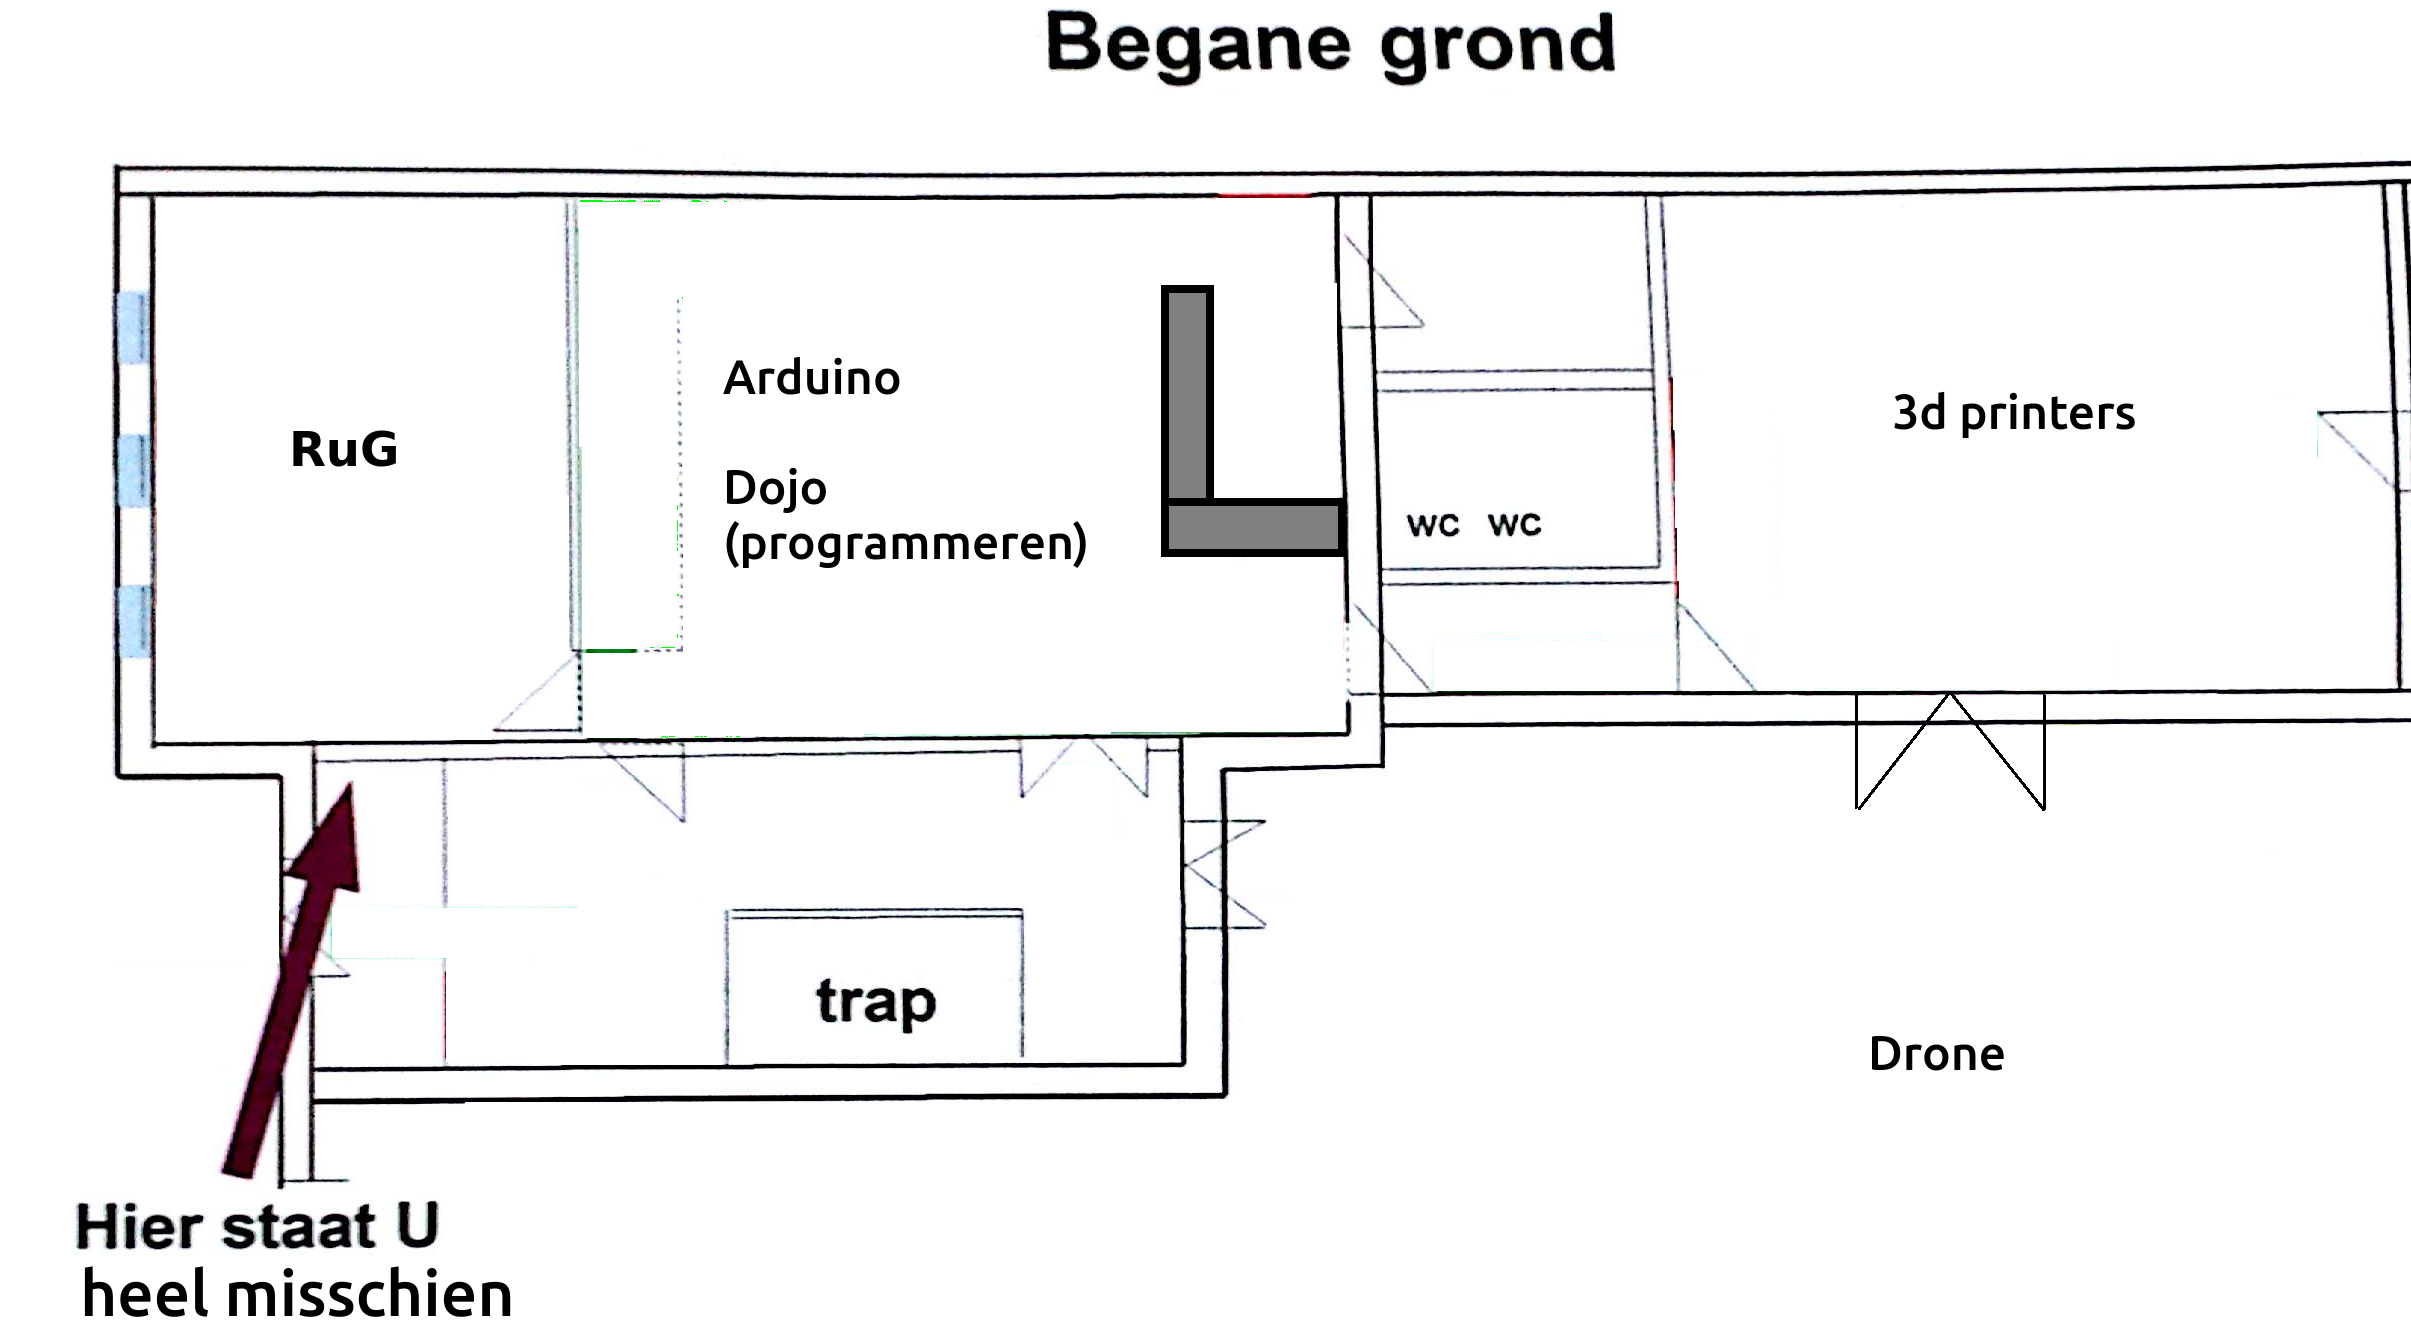 Begane grond
Arduino
RuG
3d printers
Dojo
(programmeren)
wc wc
trap
Drone
Hier staat U
heel misschien